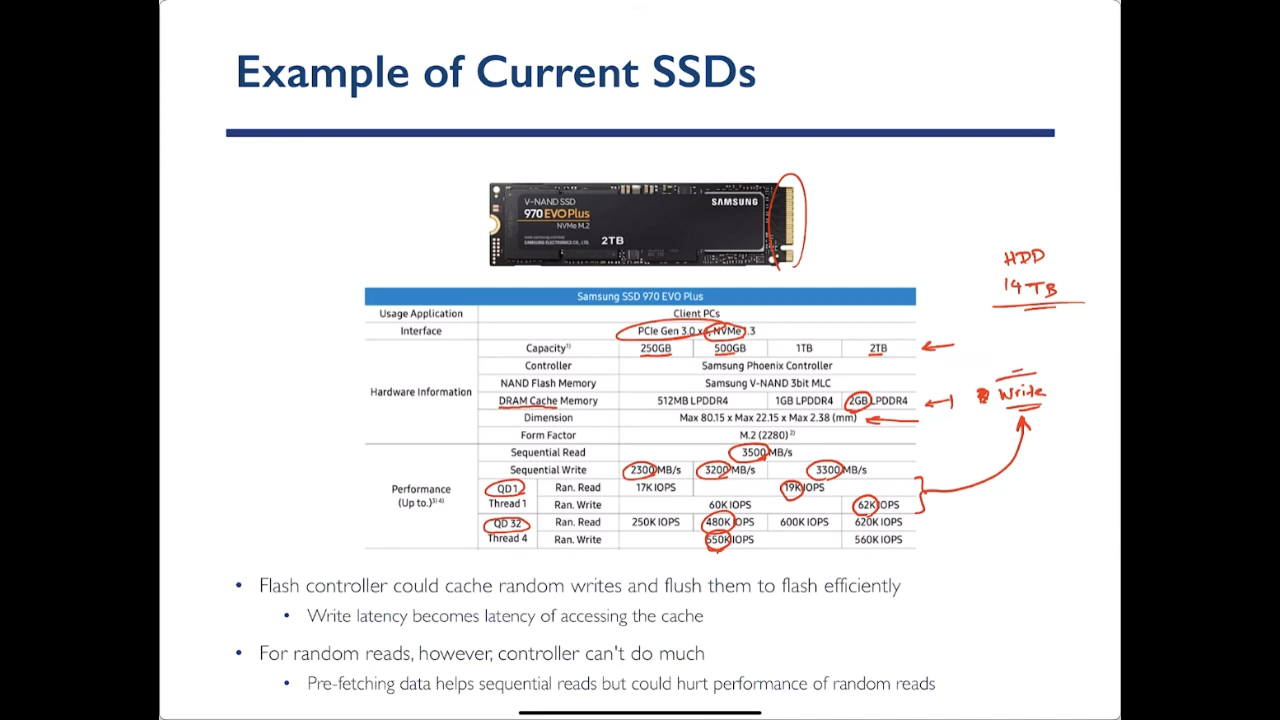 Example of Current SSDs
V-NAND SSD
970 EVO Plus
NVMe M.2
SAMSUNG
SAMSUNG ELECTRONICS CO., LTD.
2TB
HDD
14 TB
Samsung SSD 970 EVO Plus
Usage Application Client PCs
Interface PCIe Gen 3.0 x4, NVMe 1.3
Hardware Information
Capacity1) 250GB 500GB 1TB 2TB
Controller Samsung Phoenix Controller
NAND Flash Memory Samsung V-NAND 3bit MLC
DRAM Cache Memory 512MB LPDDR4 1GB LPDDR4 2GB LPDDR4
Write
Dimension Max 80.15 x Max 22.15 x Max 2.38 (mm)
Form Factor M.2 (2280)2)
Performance
(Up to.)3) 4)
Sequential Read 3500 MB/s
Sequential Write 2300 MB/s 3200 MB/s 3300 MB/s
QD 1
Thread 1
Ran. Read 17K IOPS 19K IOPS
Ran. Write 60K IOPS 62K IOPS
QD 32
Thread 4
Ran. Read 250K IOPS 480K IOPS 600K IOPS 620K IOPS
Ran. Write 550K IOPS 560K IOPS
• Flash controller could cache random writes and flush them to flash efficiently
• Write latency becomes latency of accessing the cache
• For random reads, however, controller can't do much
• Pre-fetching data helps sequential reads but could hurt performance of random reads